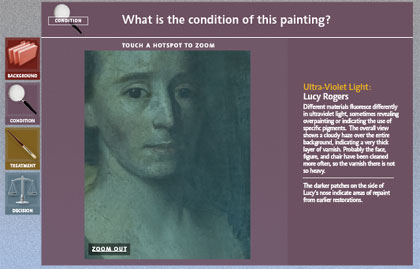 CONDITION
What is the condition of this painting?
TOUCH A HOTSPOT TO ZOOM
BACKGROUND
CONDITION
TREATMENT
DECISION
ZOOM OUT
Ultra-Violet Light:
Lucy Rogers
Different materials fluoresce differently
in ultraviolet light, sometimes revealing
overpainting or indicating the use of
specific pigments. The overall view
shows a cloudy haze over the entire
background, indicating a very thick
layer of varnish. Probably the face,
figure, and chair have been cleaned
more often, so the varnish there is not
so heavy.
The darker patches on the side of
Lucy's nose indicate areas of repaint
from earlier restorations.